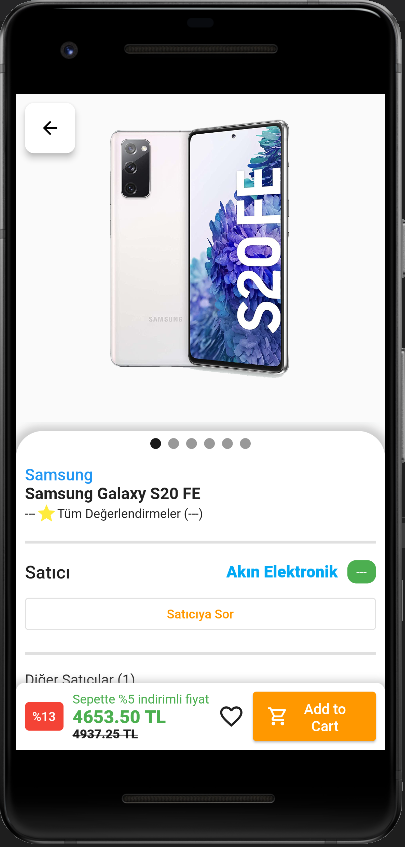 SAMSUNG
S20 FE
Samsung
Samsung Galaxy S20 FE
--- ⭐ Tüm Değerlendirmeler (---)
Satıcı
Akın Elektronik ---
Satıcıya Sor
Diğer Satıcılar (1)
%13
Sepette %5 indirimli fiyat
4653.50 TL
4937.25 TL
Add to
Cart